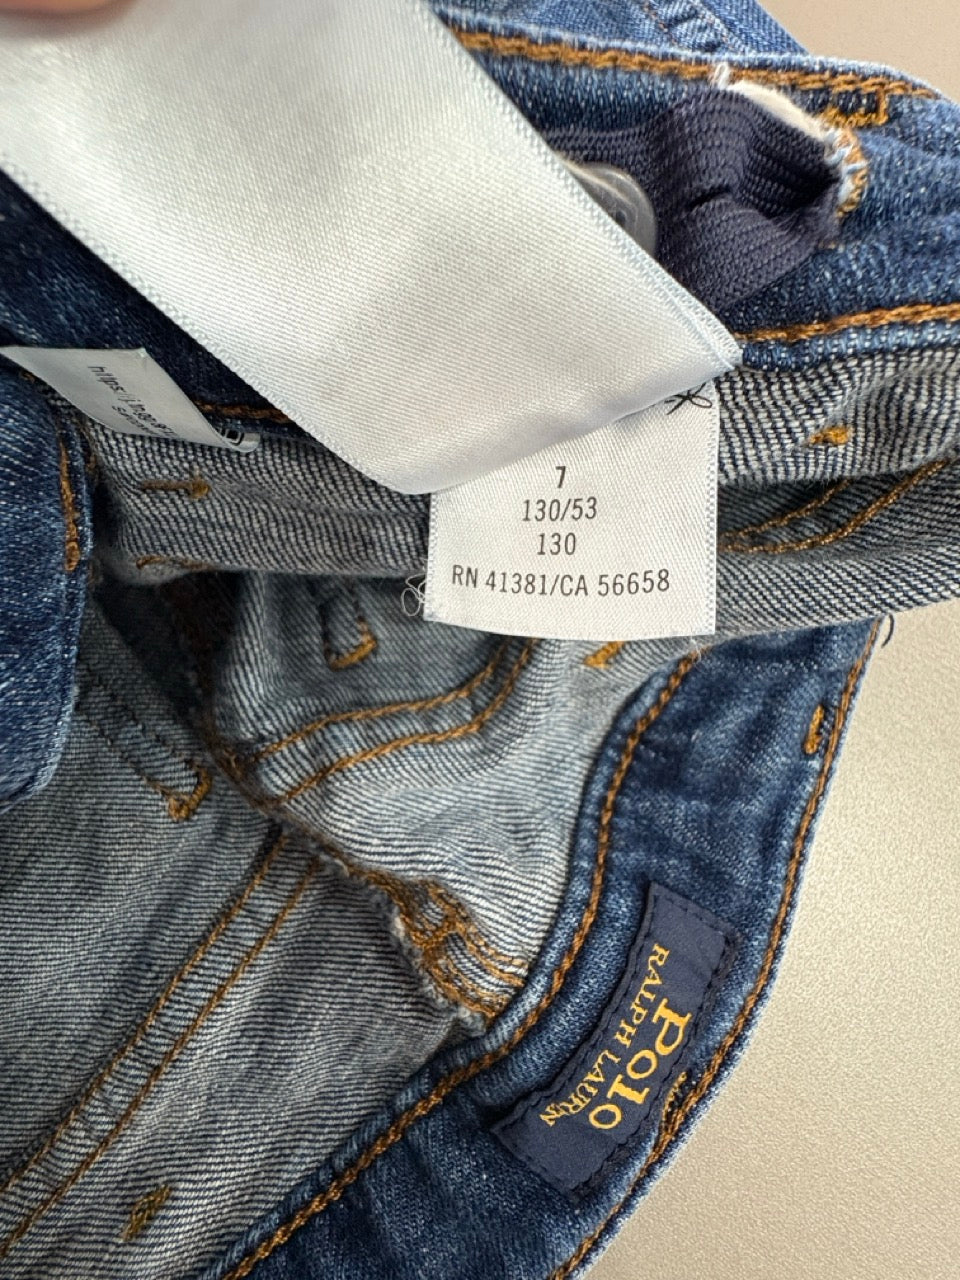 7
130/53
130
RN 41381/CA 56658
Polo
RALPH LAUREN